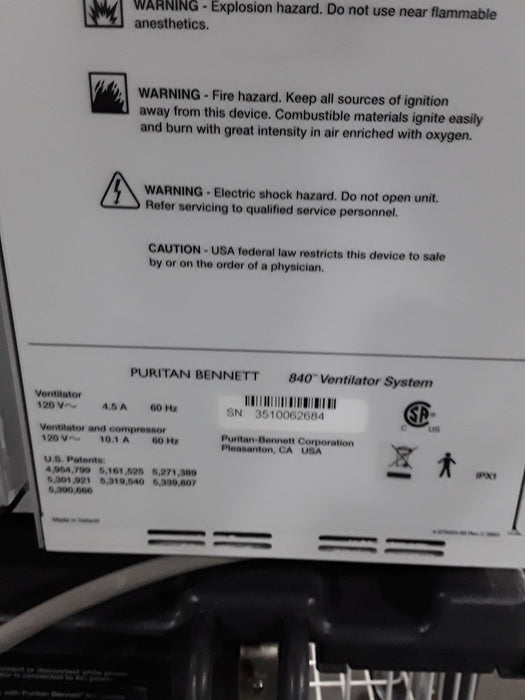 WARNING - Explosion hazard. Do not use near flammable
anesthetics.
WARNING - Fire hazard. Keep all sources of ignition
away from this device. Combustible materials ignite easily
and burn with great intensity in air enriched with oxygen.
WARNING - Electric shock hazard. Do not open unit.
Refer servicing to qualified service personnel.
CAUTION - USA federal law restricts this device to sale
by or on the order of a physician.
PURITAN BENNETT 840™ Ventilator System
Ventilator
120 V~ 4.5 A 60 Hz
SN 3510062684
Ventilator and compressor
120 V~ 10.1 A 60 Hz
Puritan-Bennett Corporation
Pleasanton, CA USA
C US
IPX1
U.S. Patents:
4,954,799 5,161,525 5,271,389
5,301,921 5,319,540 5,339,807
5,390,666
Made in Ireland